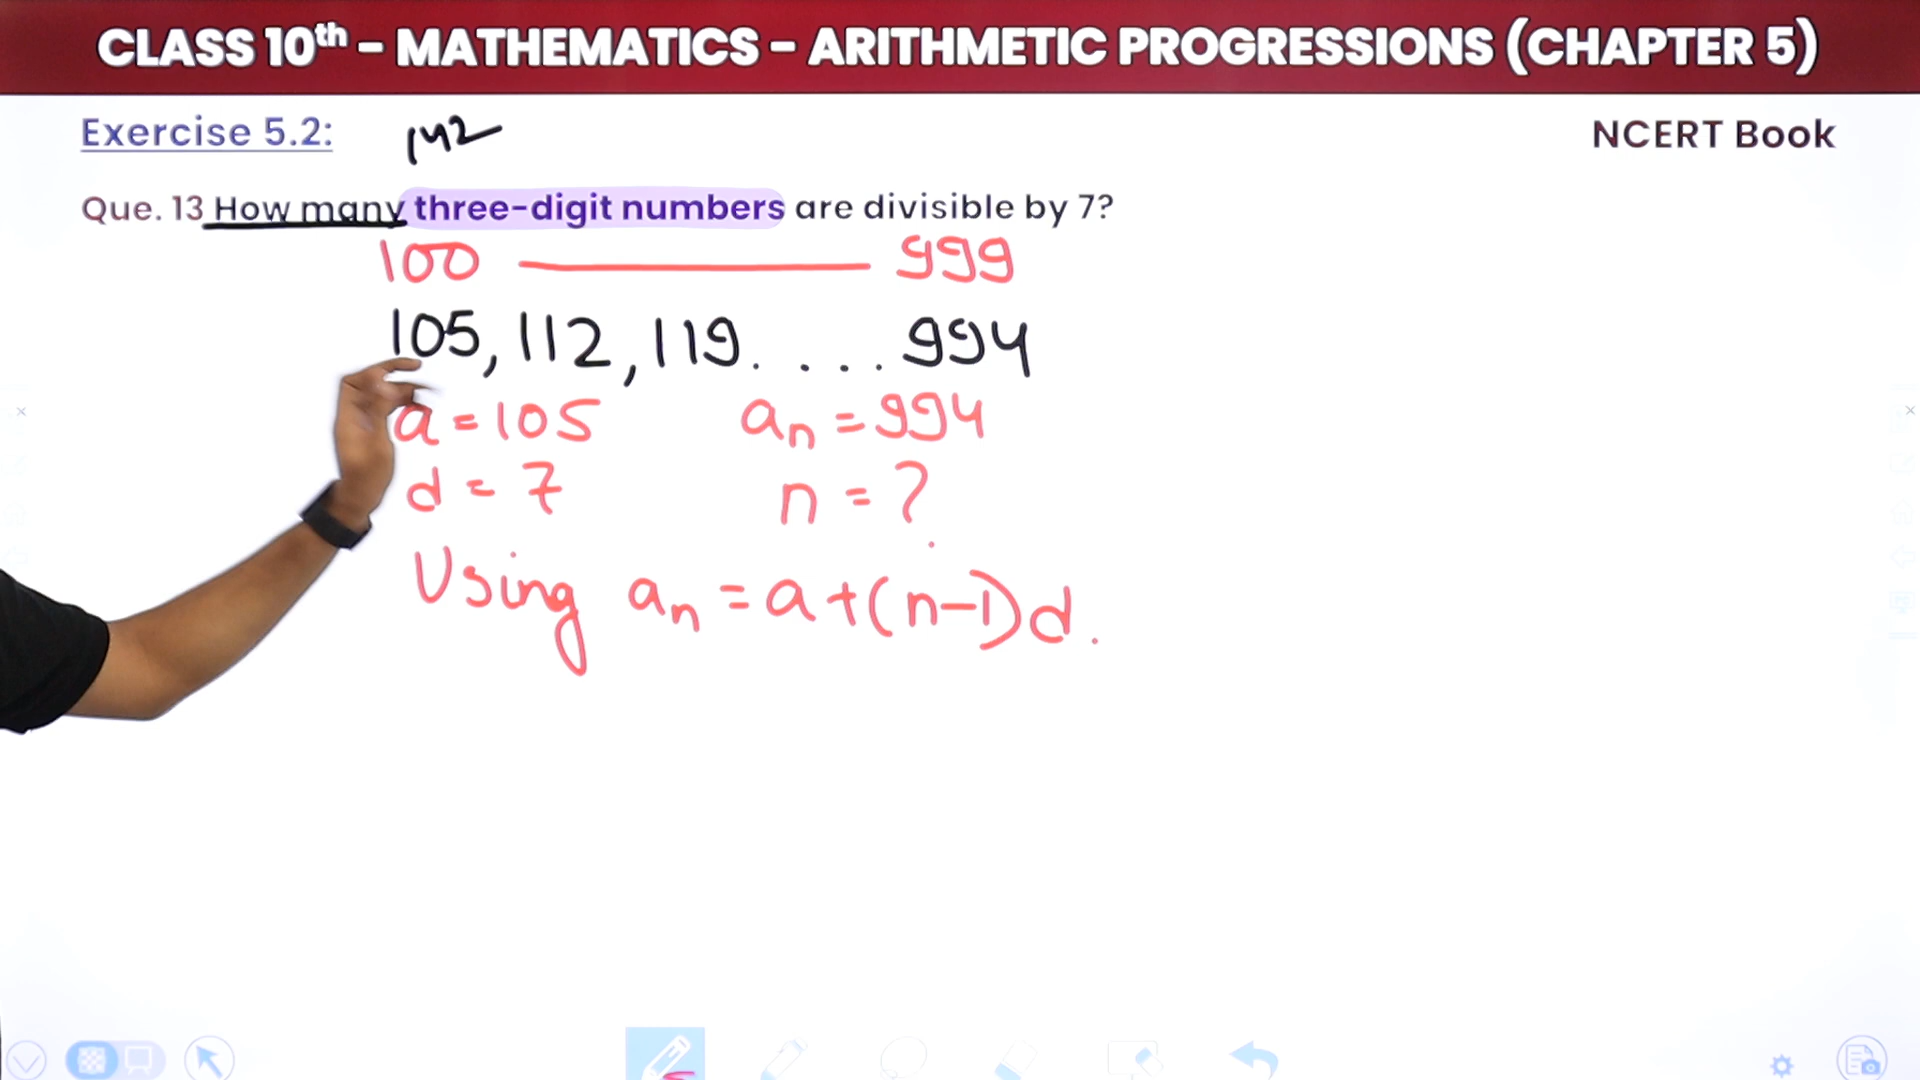 CLASS 10th – MATHEMATICS – ARITHMETIC PROGRESSIONS (CHAPTER 5)
Exercise 5.2: 142 NCERT Book
Que. 13 How many three-digit numbers are divisible by 7?
100 — 999
105, 112, 119. . . . 994
a = 105 an = 994
d = 7 n = ?
Using an = a+(n-1)d.